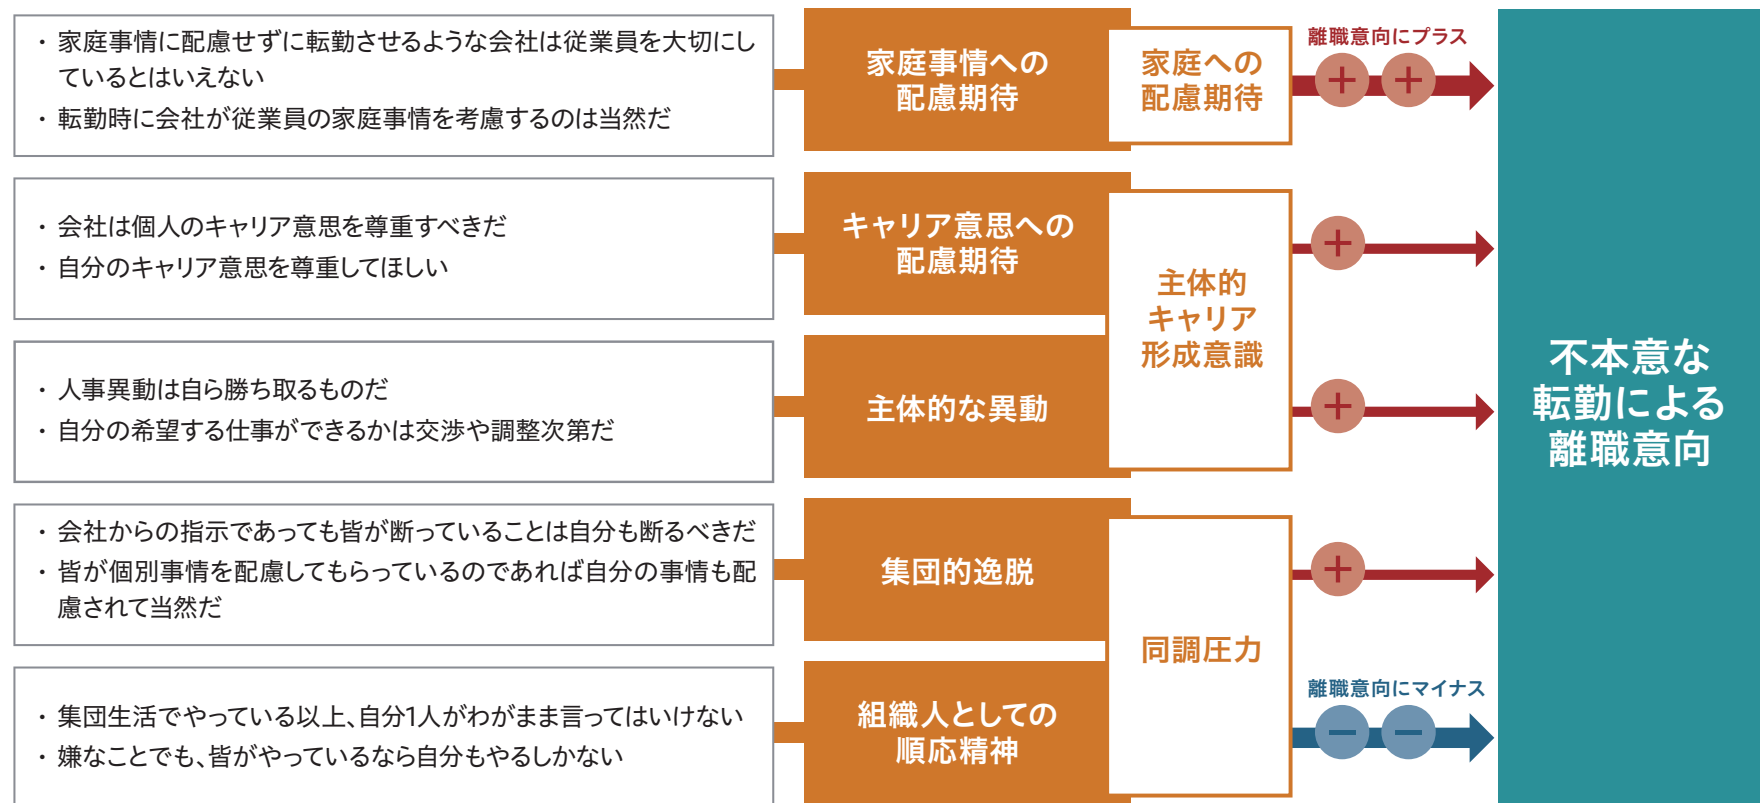 ・ 家庭事情に配慮せずに転勤させるような会社は従業員を大切にし
ているとはいえない
・ 転勤時に会社が従業員の家庭事情を考慮するのは当然だ
家庭事情への
配慮期待
家庭への
配慮期待
離職意向にプラス
+ +
・ 会社は個人のキャリア意思を尊重すべきだ
・ 自分のキャリア意思を尊重してほしい
キャリア意思への
配慮期待
+
主体的
キャリア
形成意識
・ 人事異動は自ら勝ち取るものだ
・ 自分の希望する仕事ができるかは交渉や調整次第だ
主体的な異動
+
・ 会社からの指示であっても皆が断っていることは自分も断るべきだ
・ 皆が個別事情を配慮してもらっているのであれば自分の事情も配
慮されて当然だ
集団的逸脱
+
同調圧力
・ 集団生活でやっている以上、自分1人がわがまま言ってはいけない
・ 嫌なことでも、皆がやっているなら自分もやるしかない
組織人としての
順応精神
離職意向にマイナス
− −
不本意な
転勤による
離職意向